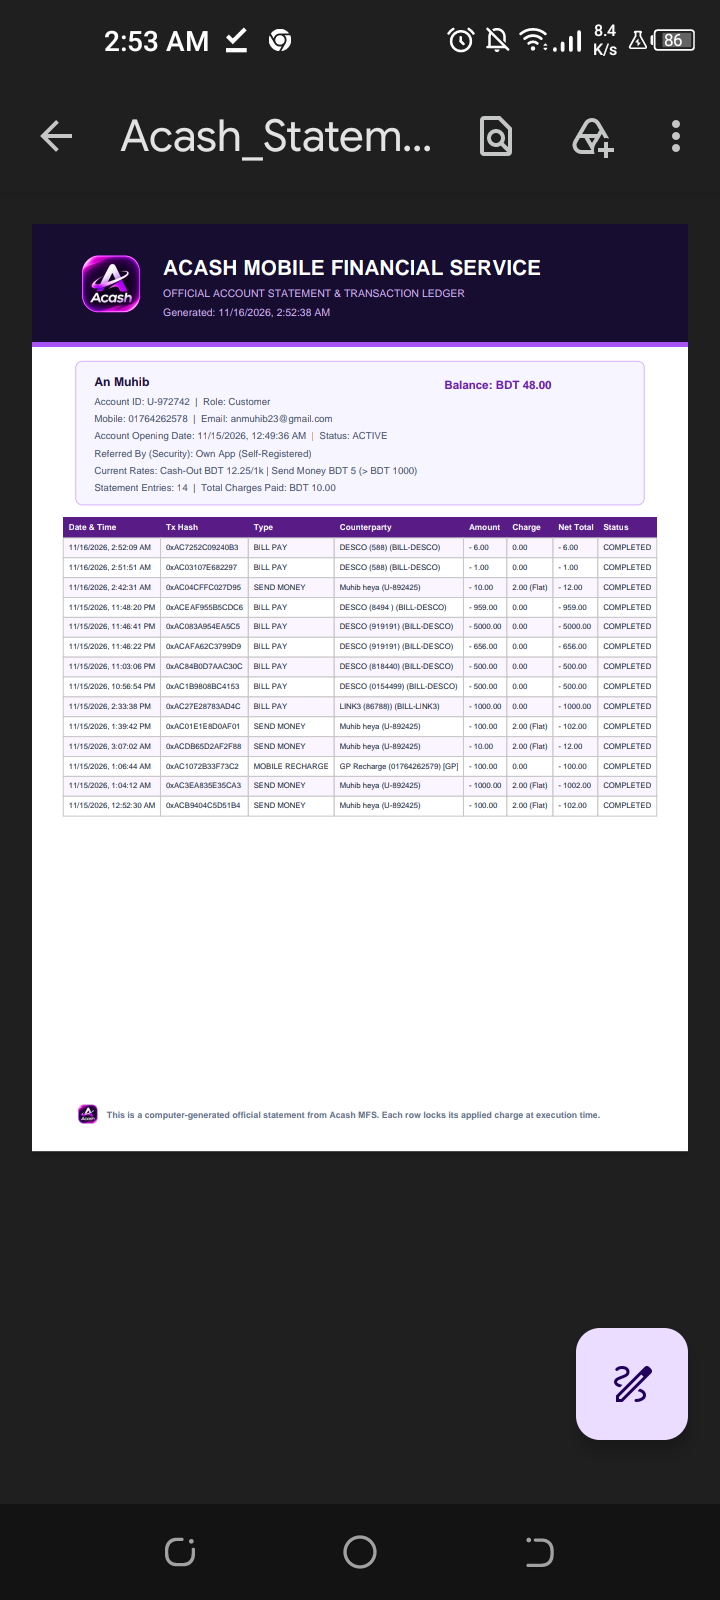 2:53 AM
8.4 K/s
86
Acash_Statem...
Acash
ACASH MOBILE FINANCIAL SERVICE
OFFICIAL ACCOUNT STATEMENT & TRANSACTION LEDGER
Generated: 11/16/2026, 2:52:38 AM
An Muhib
Balance: BDT 48.00
Account ID: U-972742 | Role: Customer
Mobile: 01764262578 | Email: anmuhib23@gmail.com
Account Opening Date: 11/15/2026, 12:49:36 AM | Status: ACTIVE
Referred By (Security): Own App (Self-Registered)
Current Rates: Cash-Out BDT 12.25/1k | Send Money BDT 5 (> BDT 1000)
Statement Entries: 14 | Total Charges Paid: BDT 10.00
Date & Time Tx Hash Type Counterparty Amount Charge Net Total Status
11/16/2026, 2:52:09 AM 0xAC7252C09240B3 BILL PAY DESCO (588) (BILL-DESCO) - 6.00 0.00 - 6.00 COMPLETED
11/16/2026, 2:51:51 AM 0xAC03107E682297 BILL PAY DESCO (588) (BILL-DESCO) - 1.00 0.00 - 1.00 COMPLETED
11/16/2026, 2:42:31 AM 0xAC04CFFC027D95 SEND MONEY Muhib heya (U-892425) - 10.00 2.00 (Flat) - 12.00 COMPLETED
11/15/2026, 11:48:20 PM 0xACEAF955B5CDC6 BILL PAY DESCO (8494 ) (BILL-DESCO) - 959.00 0.00 - 959.00 COMPLETED
11/15/2026, 11:46:41 PM 0xAC083A954EA5C5 BILL PAY DESCO (919191) (BILL-DESCO) - 5000.00 0.00 - 5000.00 COMPLETED
11/15/2026, 11:46:22 PM 0xACAFA62C3799D9 BILL PAY DESCO (919191) (BILL-DESCO) - 656.00 0.00 - 656.00 COMPLETED
11/15/2026, 11:03:06 PM 0xAC84B0D7AAC30C BILL PAY DESCO (818440) (BILL-DESCO) - 500.00 0.00 - 500.00 COMPLETED
11/15/2026, 10:56:54 PM 0xAC1B9808BC4153 BILL PAY DESCO (0154499) (BILL-DESCO) - 500.00 0.00 - 500.00 COMPLETED
11/15/2026, 2:33:38 PM 0xAC27E28783AD4C BILL PAY LINK3 (86788)) (BILL-LINK3) - 1000.00 0.00 - 1000.00 COMPLETED
11/15/2026, 1:39:42 PM 0xAC01E1E8D0AF01 SEND MONEY Muhib heya (U-892425) - 100.00 2.00 (Flat) - 102.00 COMPLETED
11/15/2026, 3:07:02 AM 0xACDB65D2AF2F88 SEND MONEY Muhib heya (U-892425) - 10.00 2.00 (Flat) - 12.00 COMPLETED
11/15/2026, 1:06:44 AM 0xAC1072B33F73C2 MOBILE RECHARGE GP Recharge (01764262579) [GP] - 100.00 0.00 - 100.00 COMPLETED
11/15/2026, 1:04:12 AM 0xAC3EA835E35CA3 SEND MONEY Muhib heya (U-892425) - 1000.00 2.00 (Flat) - 1002.00 COMPLETED
11/15/2026, 12:52:30 AM 0xACB9404C5D51B4 SEND MONEY Muhib heya (U-892425) - 100.00 2.00 (Flat) - 102.00 COMPLETED
Acash
This is a computer-generated official statement from Acash MFS. Each row locks its applied charge at execution time.